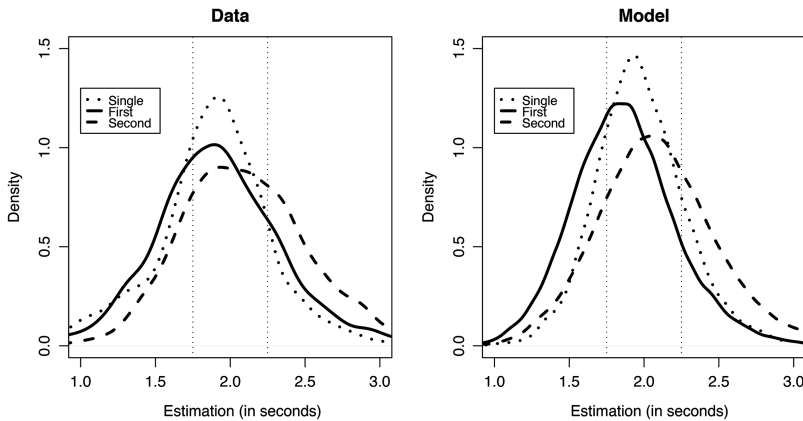 Data
1.5
1.0
0.5
0.0
Density
Single
First
Second
1.0 1.5 2.0 2.5 3.0
Estimation (in seconds)
Model
1.5
1.0
0.5
0.0
Density
Single
First
Second
1.0 1.5 2.0 2.5 3.0
Estimation (in seconds)